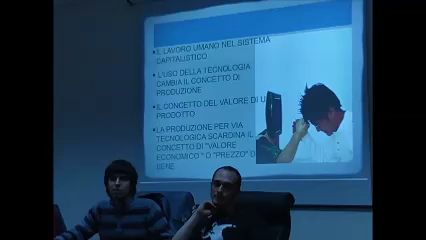 IL LAVORO UMANO NEL SISTEMA
CAPITALISTICO
L'USO DELLA TECNOLOGIA
CAMBIA IL CONCETTO DI
PRODUZIONE
IL CONCETTO DEL VALORE DI U
PRODOTTO
LA PRODUZIONE PER VIA
TECNOLOGICA SCARDINA IL
CONCETTO DI "VALORE
ECONOMICO " O "PREZZO" D
BENE